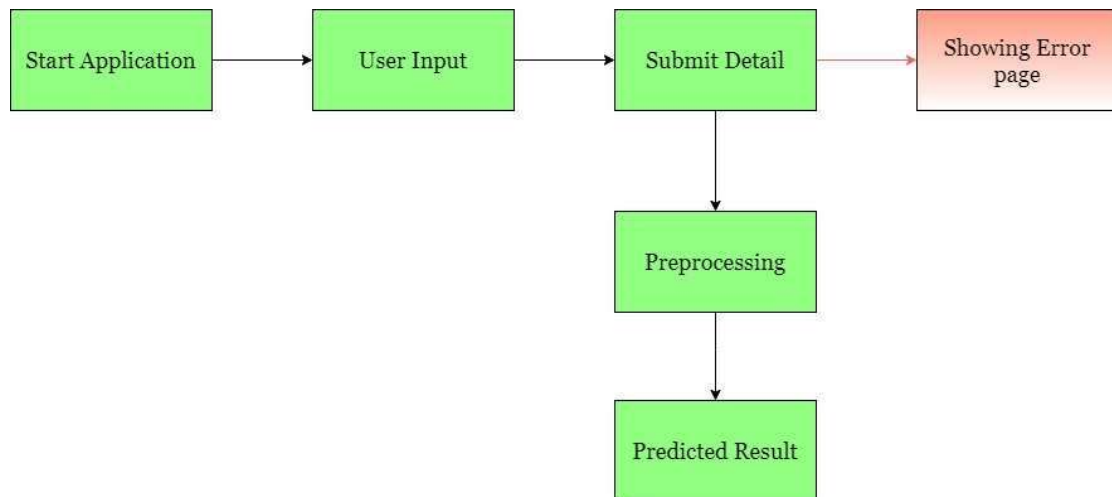 Start Application
User Input
Submit Detail
Showing Error
page
Preprocessing
Predicted Result